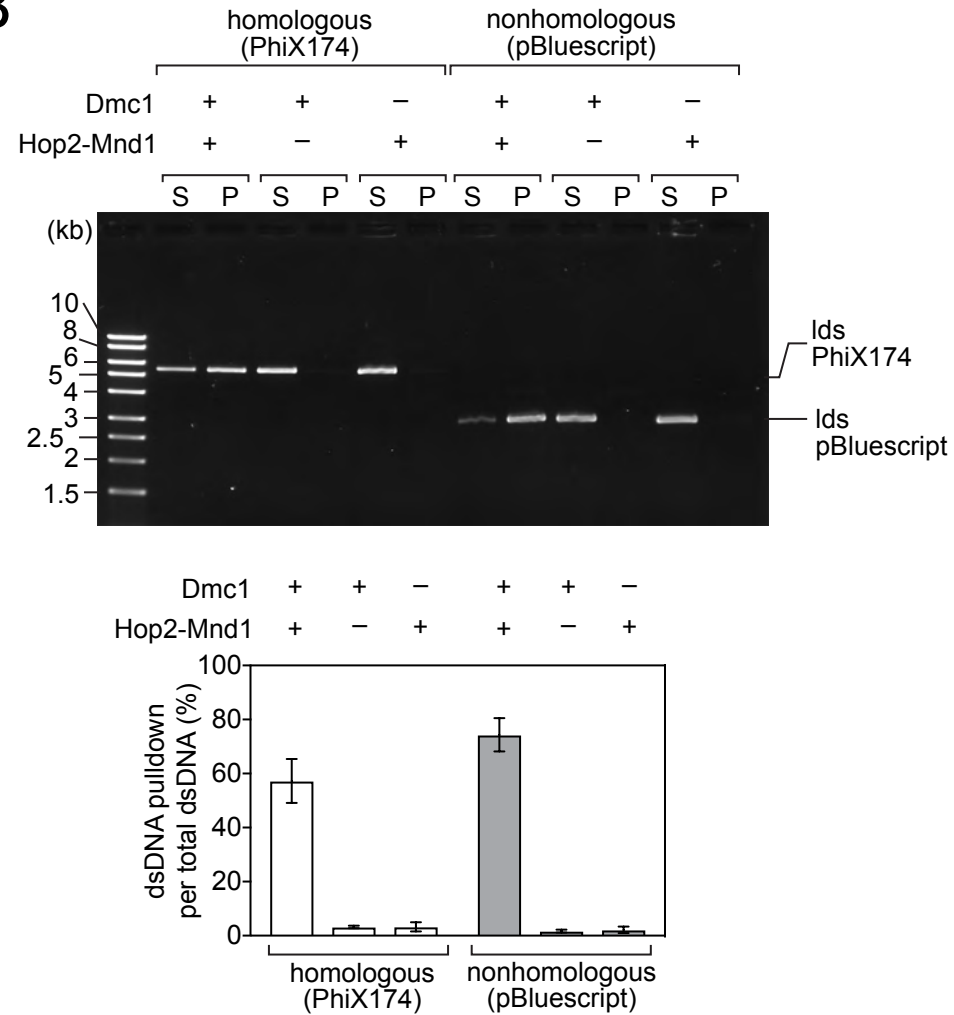 B
homologous nonhomologous
(PhiX174) (pBluescript)
Dmc1 + + − + + −
Hop2-Mnd1 + − + + − +
S P S P S P S P S P S P
(kb)
10
8
6
5
4
3
2.5
2
1.5
lds
PhiX174
lds
pBluescript
Dmc1 + + − + + −
Hop2-Mnd1 + − + + − +
dsDNA pulldown
per total dsDNA (%)
100
80
60
40
20
0
homologous nonhomologous
(PhiX174) (pBluescript)